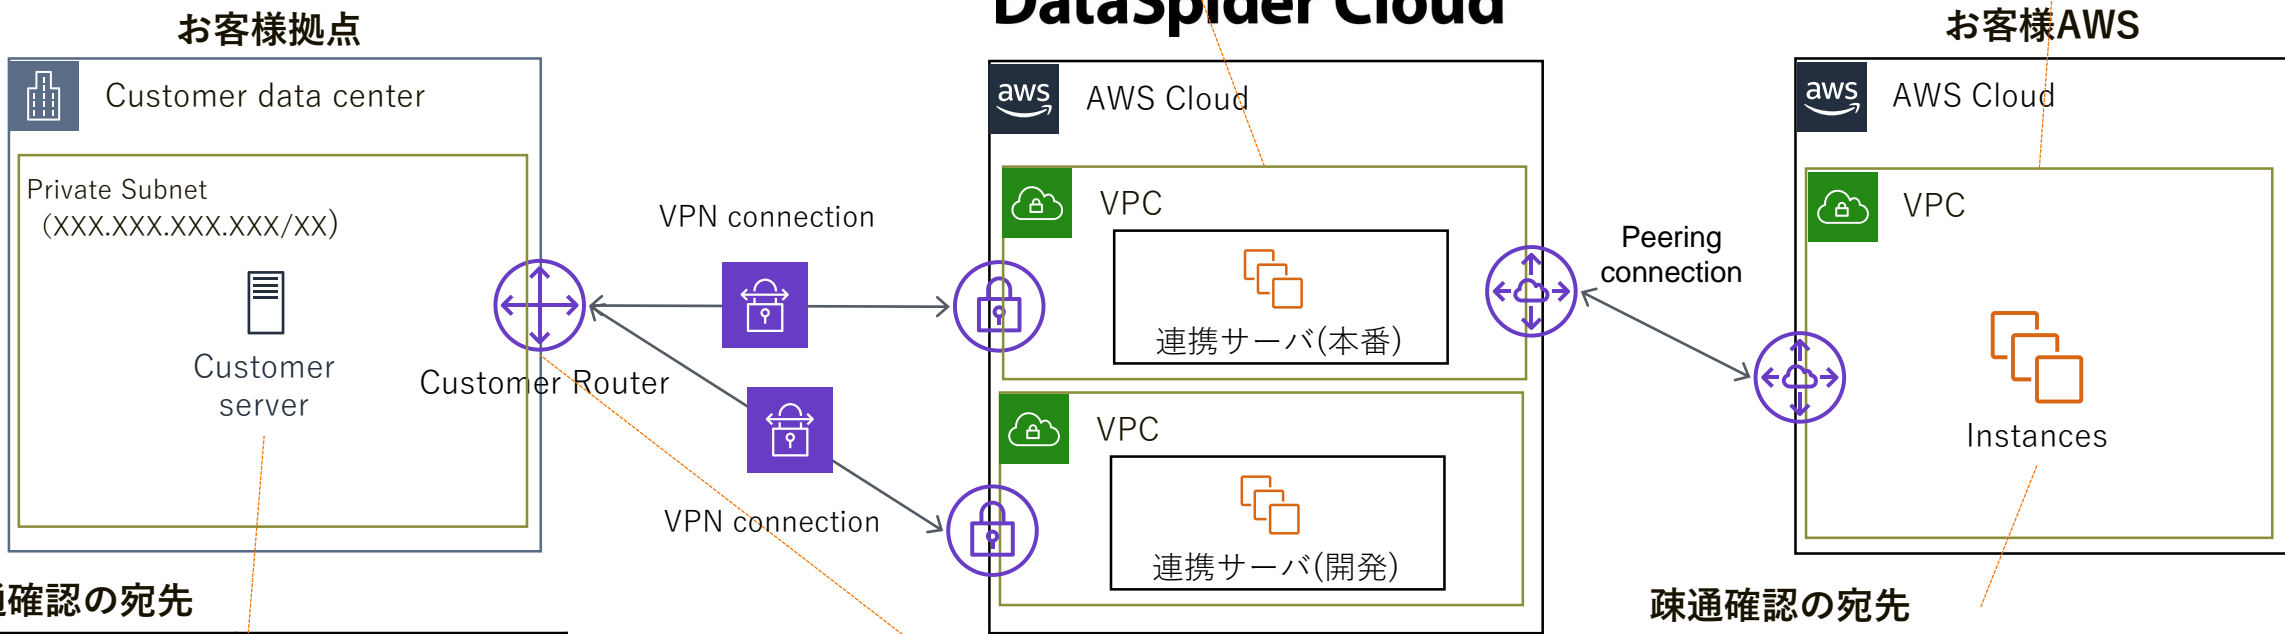 DataSpider Cloud
お客様拠点
お客様AWS
Customer data center
aws
AWS Cloud
aws
AWS Cloud
Private Subnet
(XXX.XXX.XXX.XXX/XX)
VPN connection
VPC
VPC
Peering
connection
連携サーバ(本番)
Customer
server
Customer Router
VPC
Instances
VPN connection
連携サーバ(開発)
確認の宛先
疎通確認の宛先